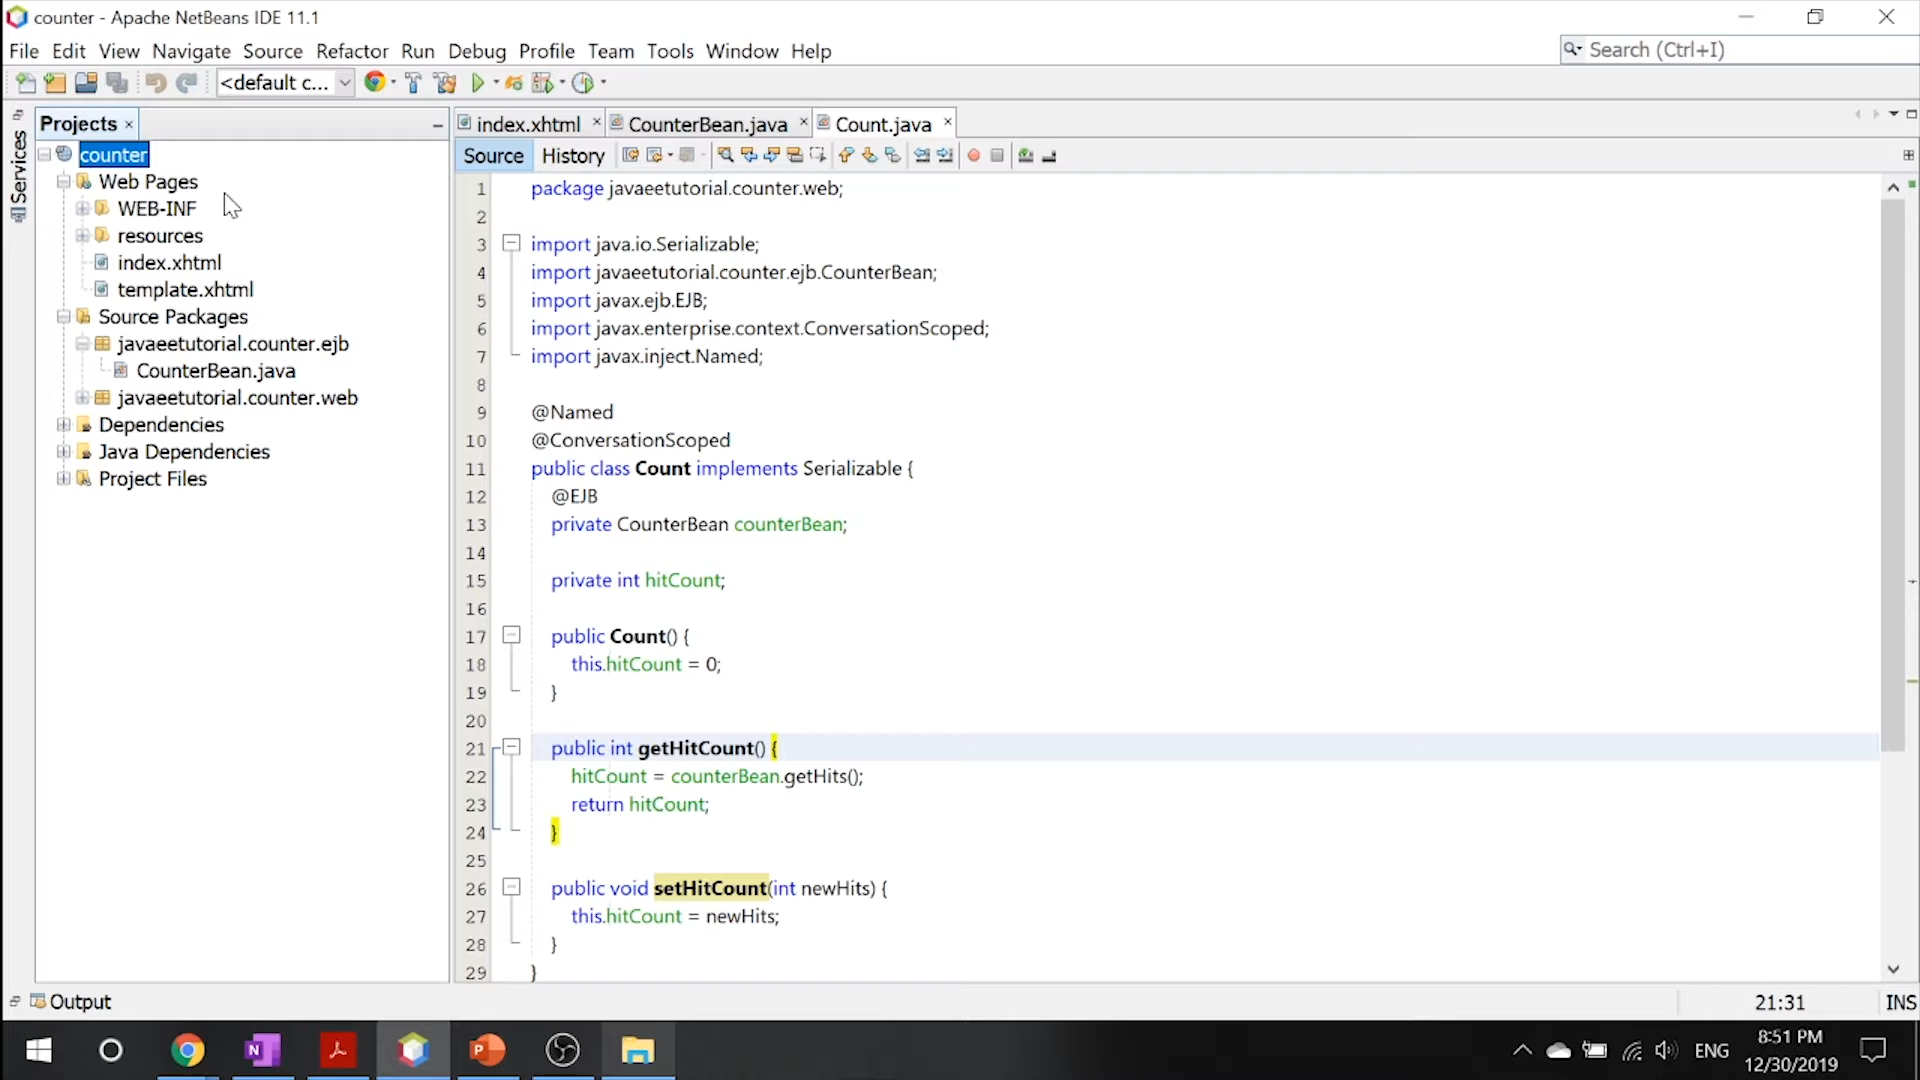 counter - Apache NetBeans IDE 11.1
File Edit View Navigate Source Refactor Run Debug Profile Team Tools Window Help
Search (Ctrl+I)
<default c...
Services
Projects
counter
Web Pages
WEB-INF
resources
index.xhtml
template.xhtml
Source Packages
javaeetutorial.counter.ejb
CounterBean.java
javaeetutorial.counter.web
Dependencies
Java Dependencies
Project Files
index.xhtml CounterBean.java Count.java
Source History
1 package javaeetutorial.counter.web;
2
3 import java.io.Serializable;
4 import javaeetutorial.counter.ejb.CounterBean;
5 import javax.ejb.EJB;
6 import javax.enterprise.context.ConversationScoped;
7 import javax.inject.Named;
8
9 @Named
10 @ConversationScoped
11 public class Count implements Serializable {
12 @EJB
13 private CounterBean counterBean;
14
15 private int hitCount;
16
17 public Count() {
18 this.hitCount = 0;
19 }
20
21 public int getHitCount() {
22 hitCount = counterBean.getHits();
23 return hitCount;
24 }
25
26 public void setHitCount(int newHits) {
27 this.hitCount = newHits;
28 }
29 }
Output
21:31 INS
ENG
8:51 PM
12/30/2019